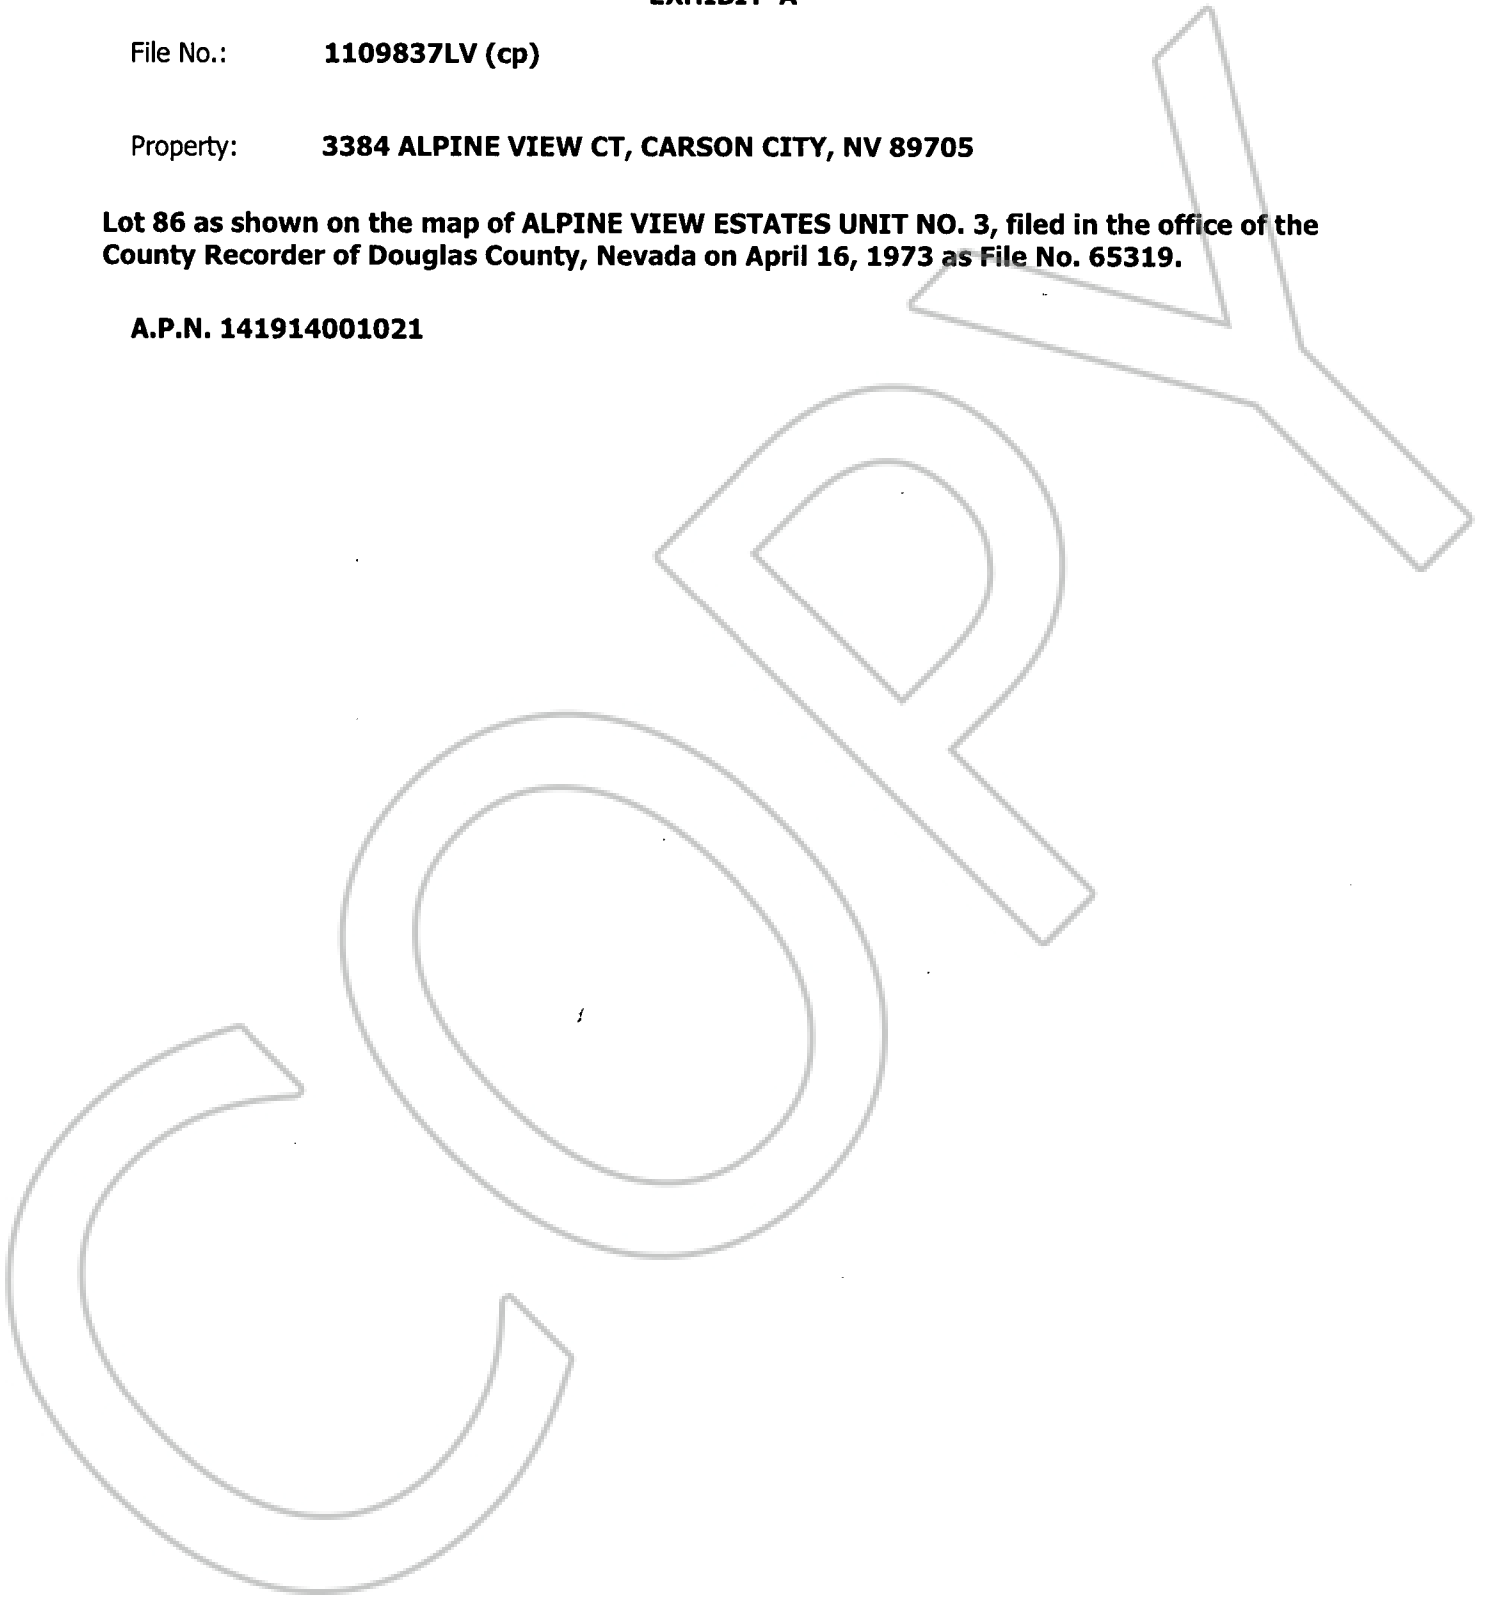 EXHIBIT "A"
File No.: 1109837LV (cp)
Property: 3384 ALPINE VIEW CT, CARSON CITY, NV 89705
Lot 86 as shown on the map of ALPINE VIEW ESTATES UNIT NO. 3, filed in the office of the
County Recorder of Douglas County, Nevada on April 16, 1973 as File No. 65319.
A.P.N. 141914001021
COPY